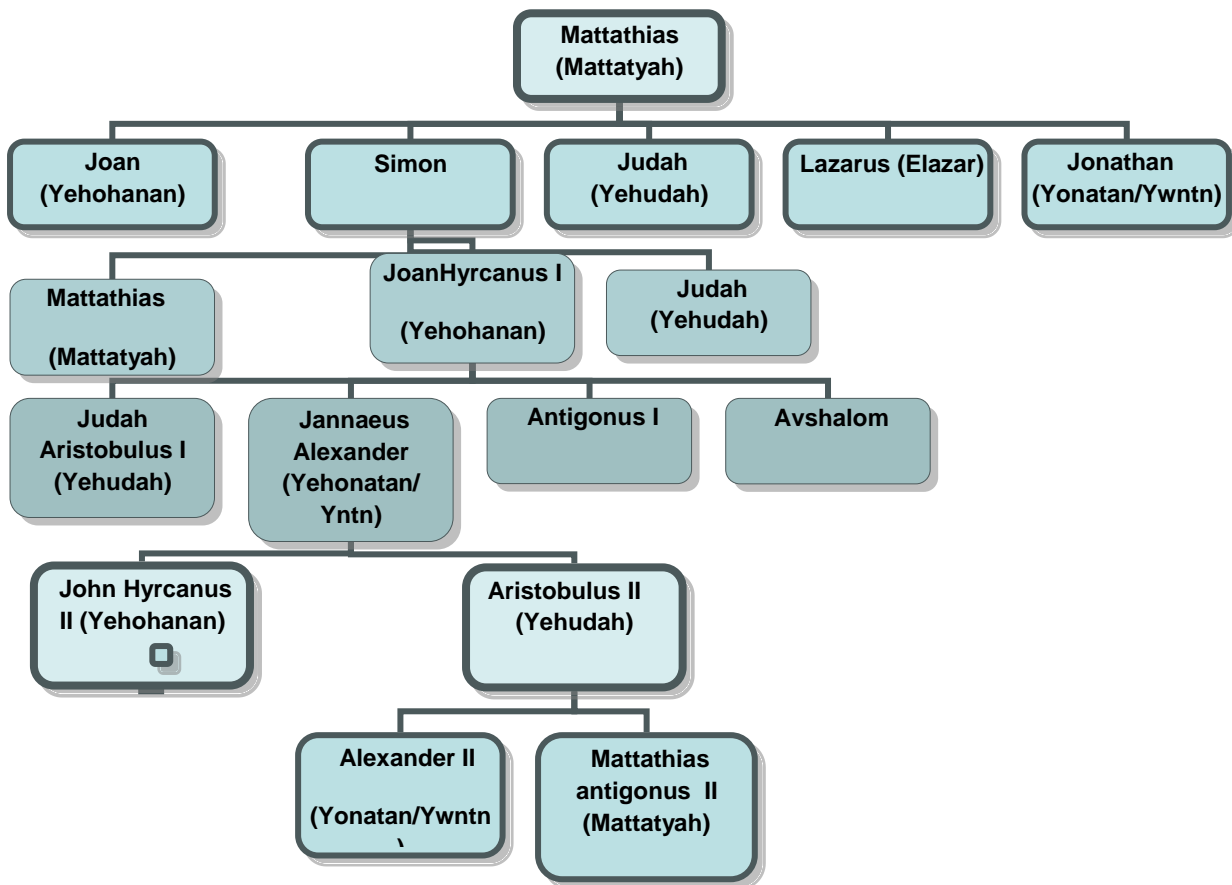 Mattathias
(Mattatyah)
Joan
(Yehohanan)
Simon
Judah
(Yehudah)
Lazarus (Elazar)
Jonathan
(Yonatan/Ywntn)
Mattathias
(Mattatyah)
JoanHyrcanus I
(Yehohanan)
Judah
(Yehudah)
Judah
Aristobulus I
(Yehudah)
Jannaeus
Alexander
(Yehonatan/
Yntn)
Antigonus I
Avshalom
John Hyrcanus
II (Yehohanan)
Aristobulus II
(Yehudah)
Alexander II
(Yonatan/Ywntn
)
Mattathias
antigonus II
(Mattatyah)